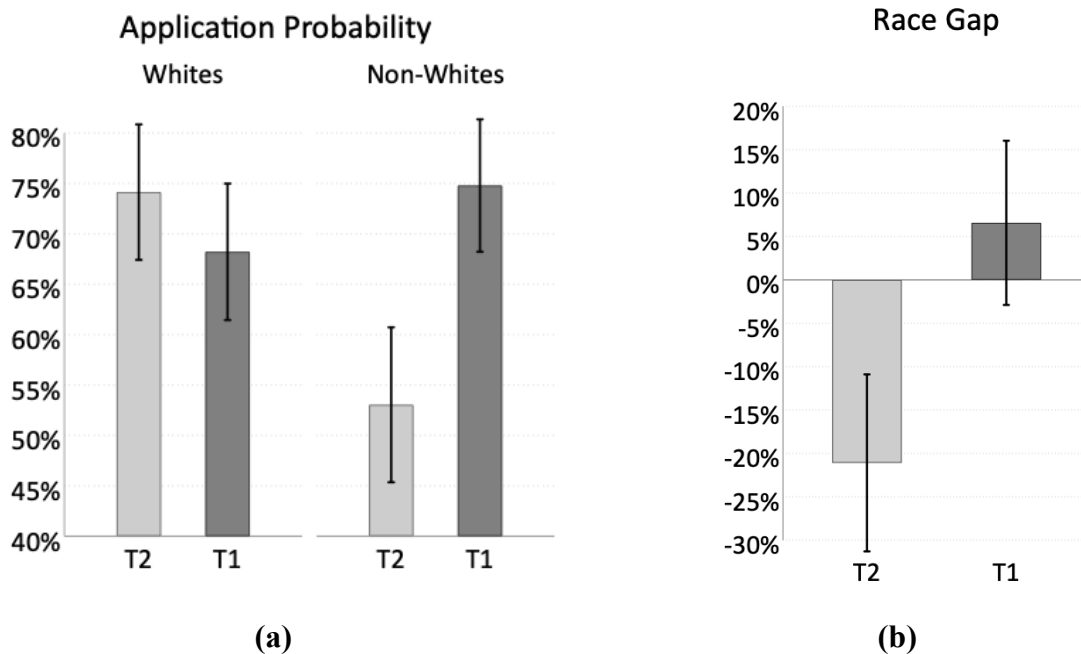 Application Probability
Whites Non-Whites
80%
75%
70%
65%
60%
55%
50%
45%
40%
T2 T1 T2 T1
(a)
Race Gap
20%
15%
10%
5%
0%
-5%
-10%
-15%
-20%
-25%
-30%
T2 T1
(b)